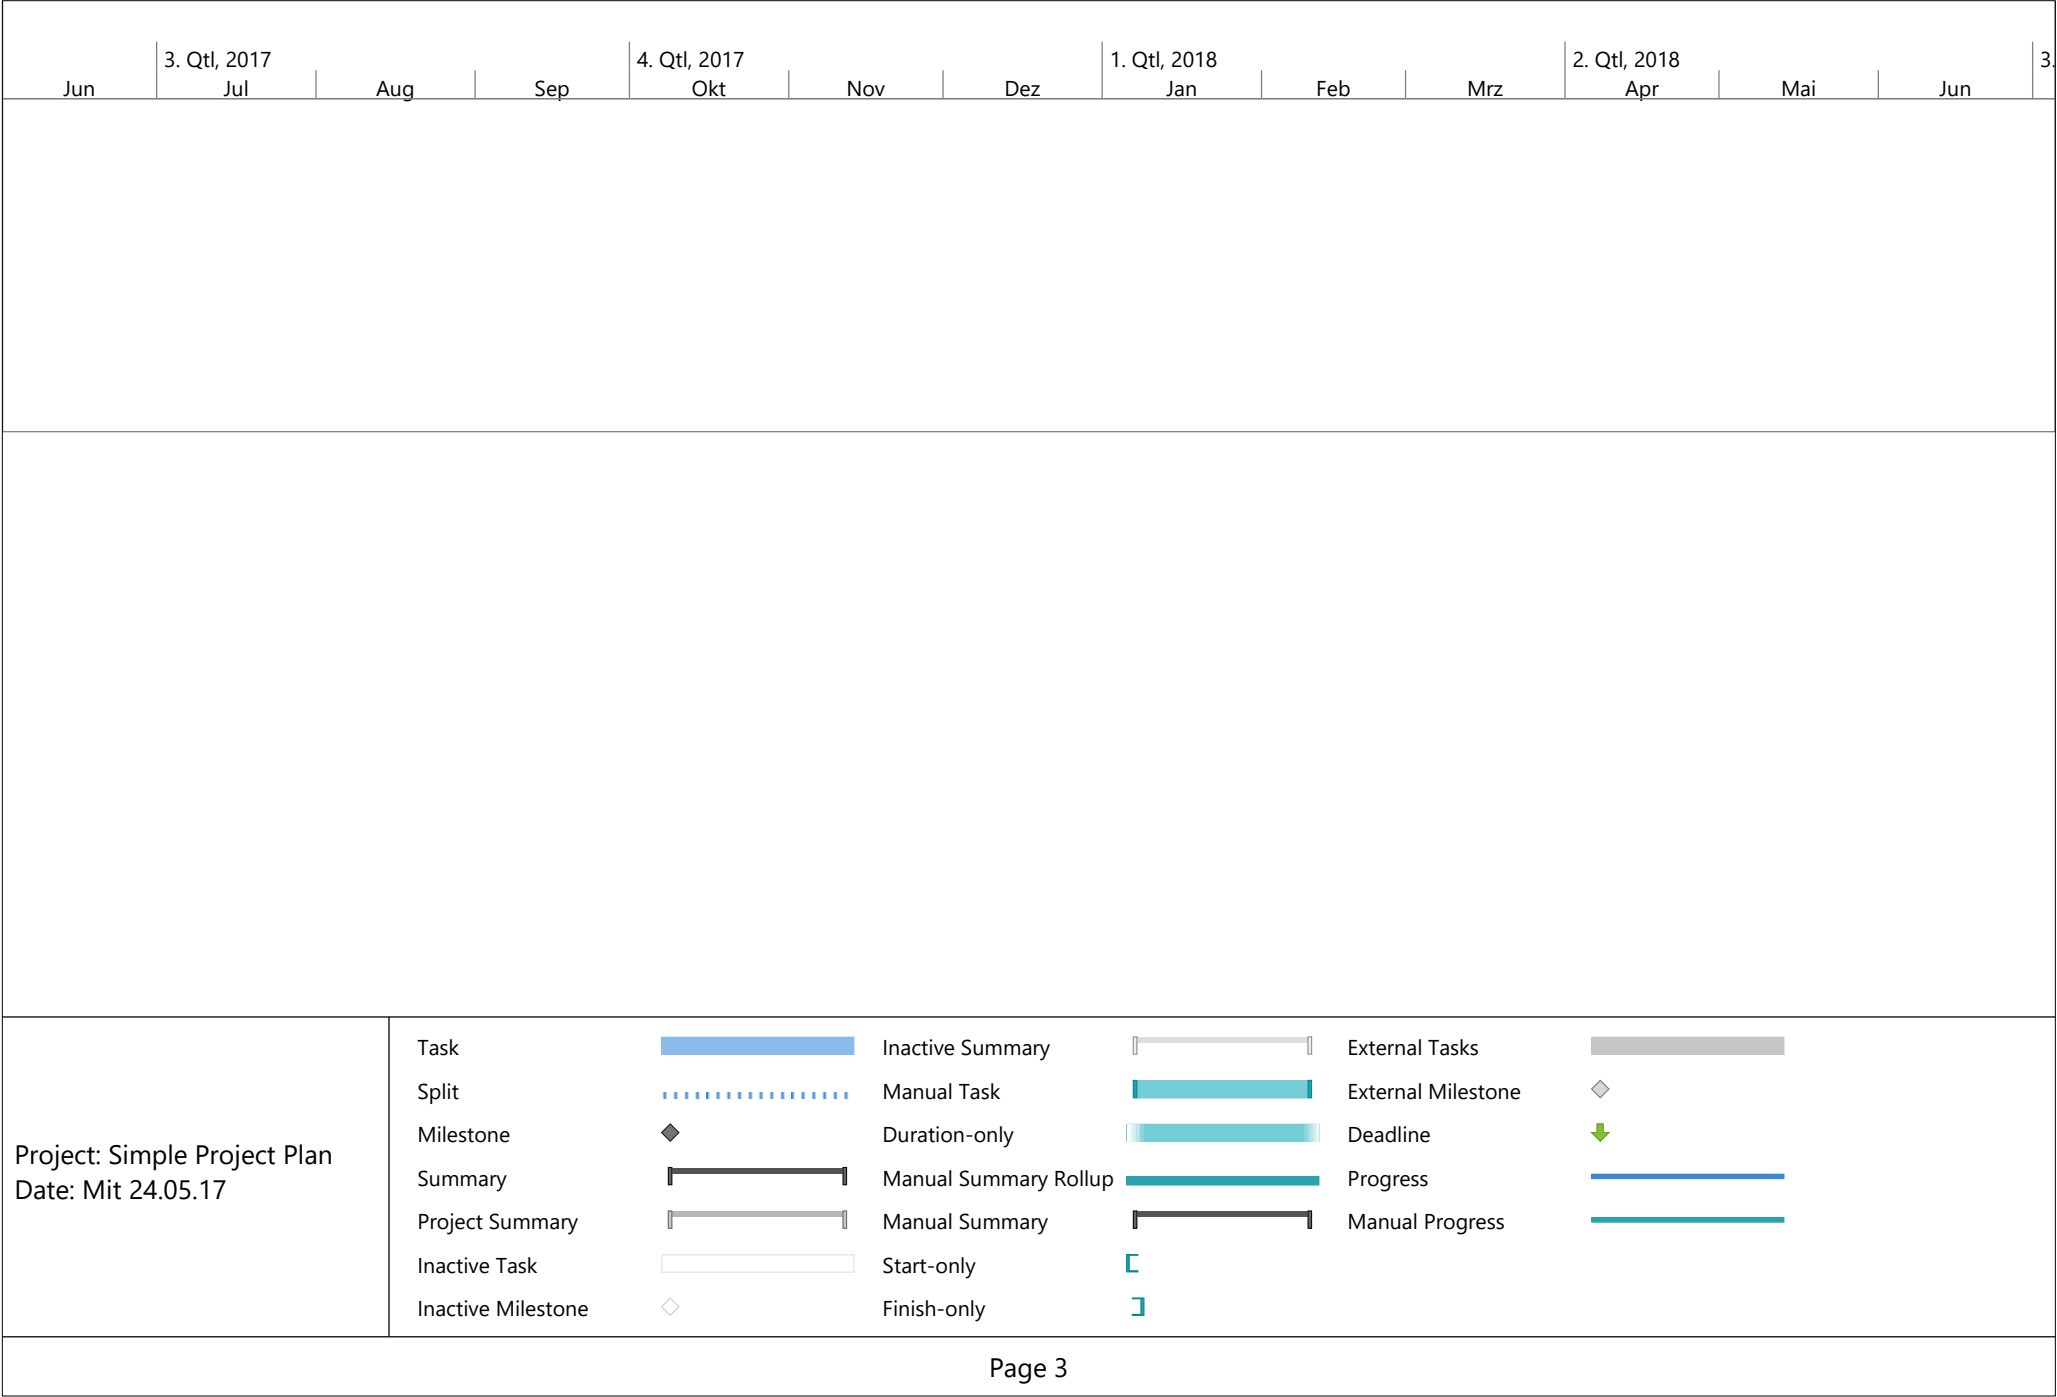 3. Qtl, 2017 4. Qtl, 2017 1. Qtl, 2018 2. Qtl, 2018 3.
Jun Jul Aug Sep Okt Nov Dez Jan Feb Mrz Apr Mai Jun
Project: Simple Project Plan
Date: Mit 24.05.17
Task
Split
Milestone
Summary
Project Summary
Inactive Task
Inactive Milestone
Inactive Summary
Manual Task
Duration-only
Manual Summary Rollup
Manual Summary
Start-only
Finish-only
External Tasks
External Milestone
Deadline
Progress
Manual Progress
Page 3